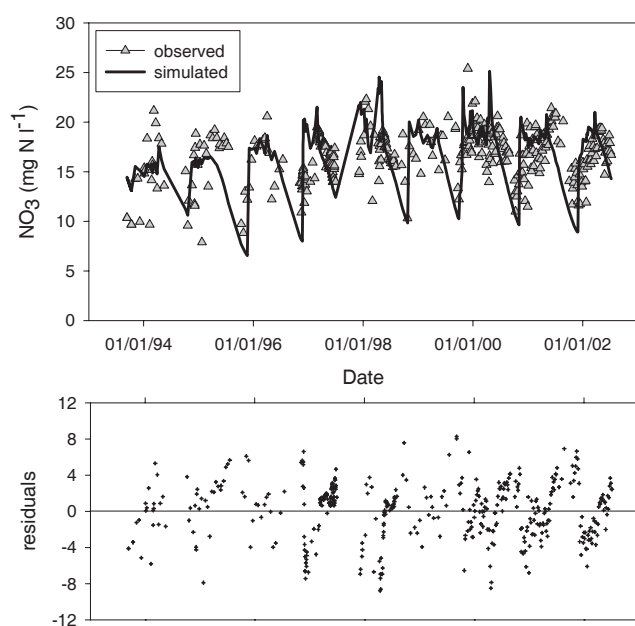 30
25
20
15
10
5
0
NO3 (mg N l-1)
observed
simulated
01/01/94 01/01/96 01/01/98 01/01/00 01/01/02
Date
12
8
4
0
-4
-8
-12
residuals